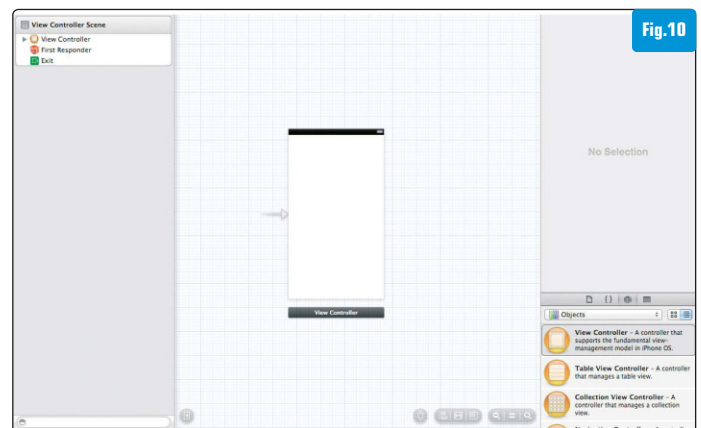 View Controller Scene
View Controller
First Responder
Exit
Fig.10
No Selection
View Controller
Objects
View Controller - A controller that
supports the fundamental view-
management model in iPhone OS.
Table View Controller - A controller
that manages a table view.
Collection View Controller - A
controller that manages a collection
view.